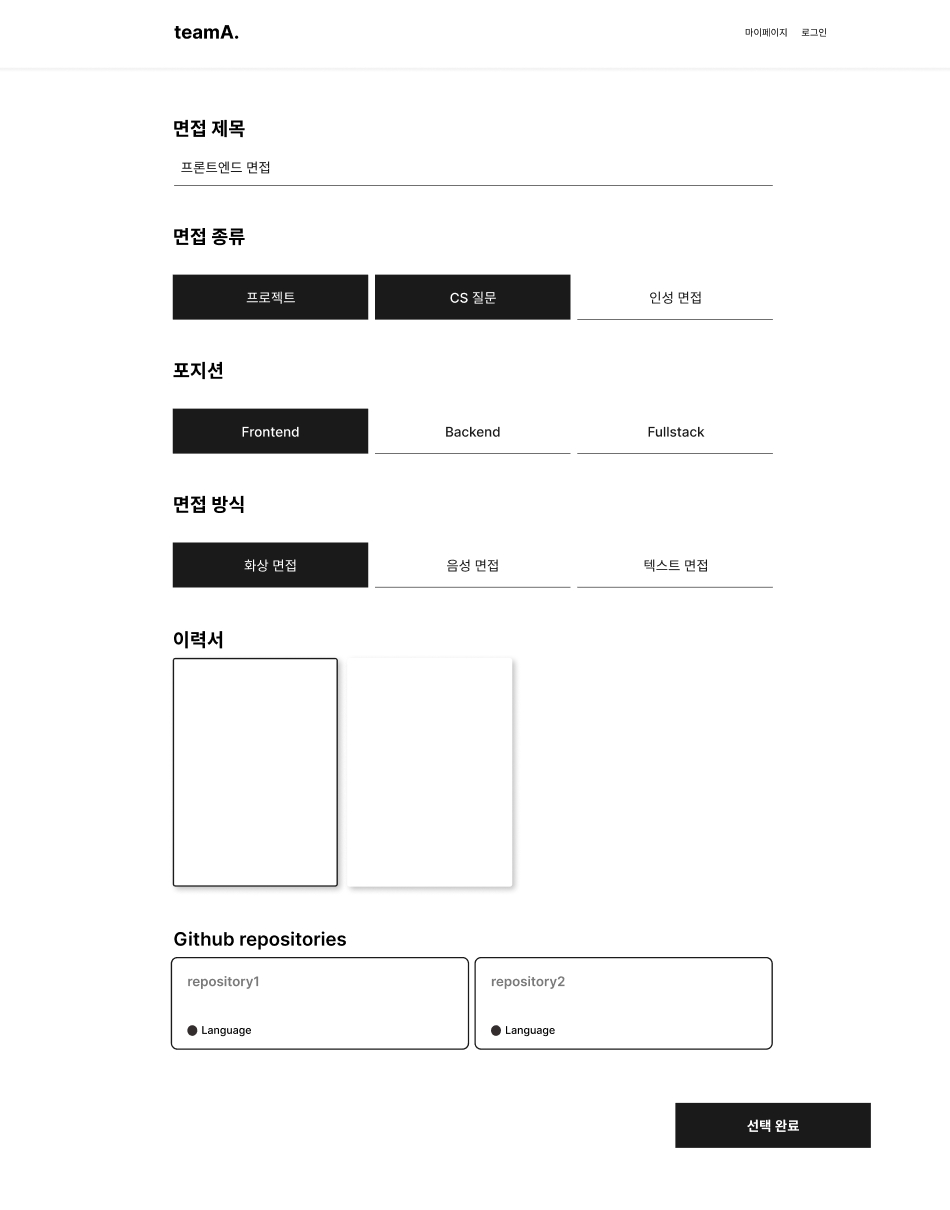 teamA.
마이페이지 로그인
면접 제목
프론트엔드 면접
면접 종류
프로젝트 CS 질문 인성 면접
포지션
Frontend Backend Fullstack
면접 방식
화상 면접 음성 면접 텍스트 면접
이력서
Github repositories
repository1 repository2
Language Language
선택 완료